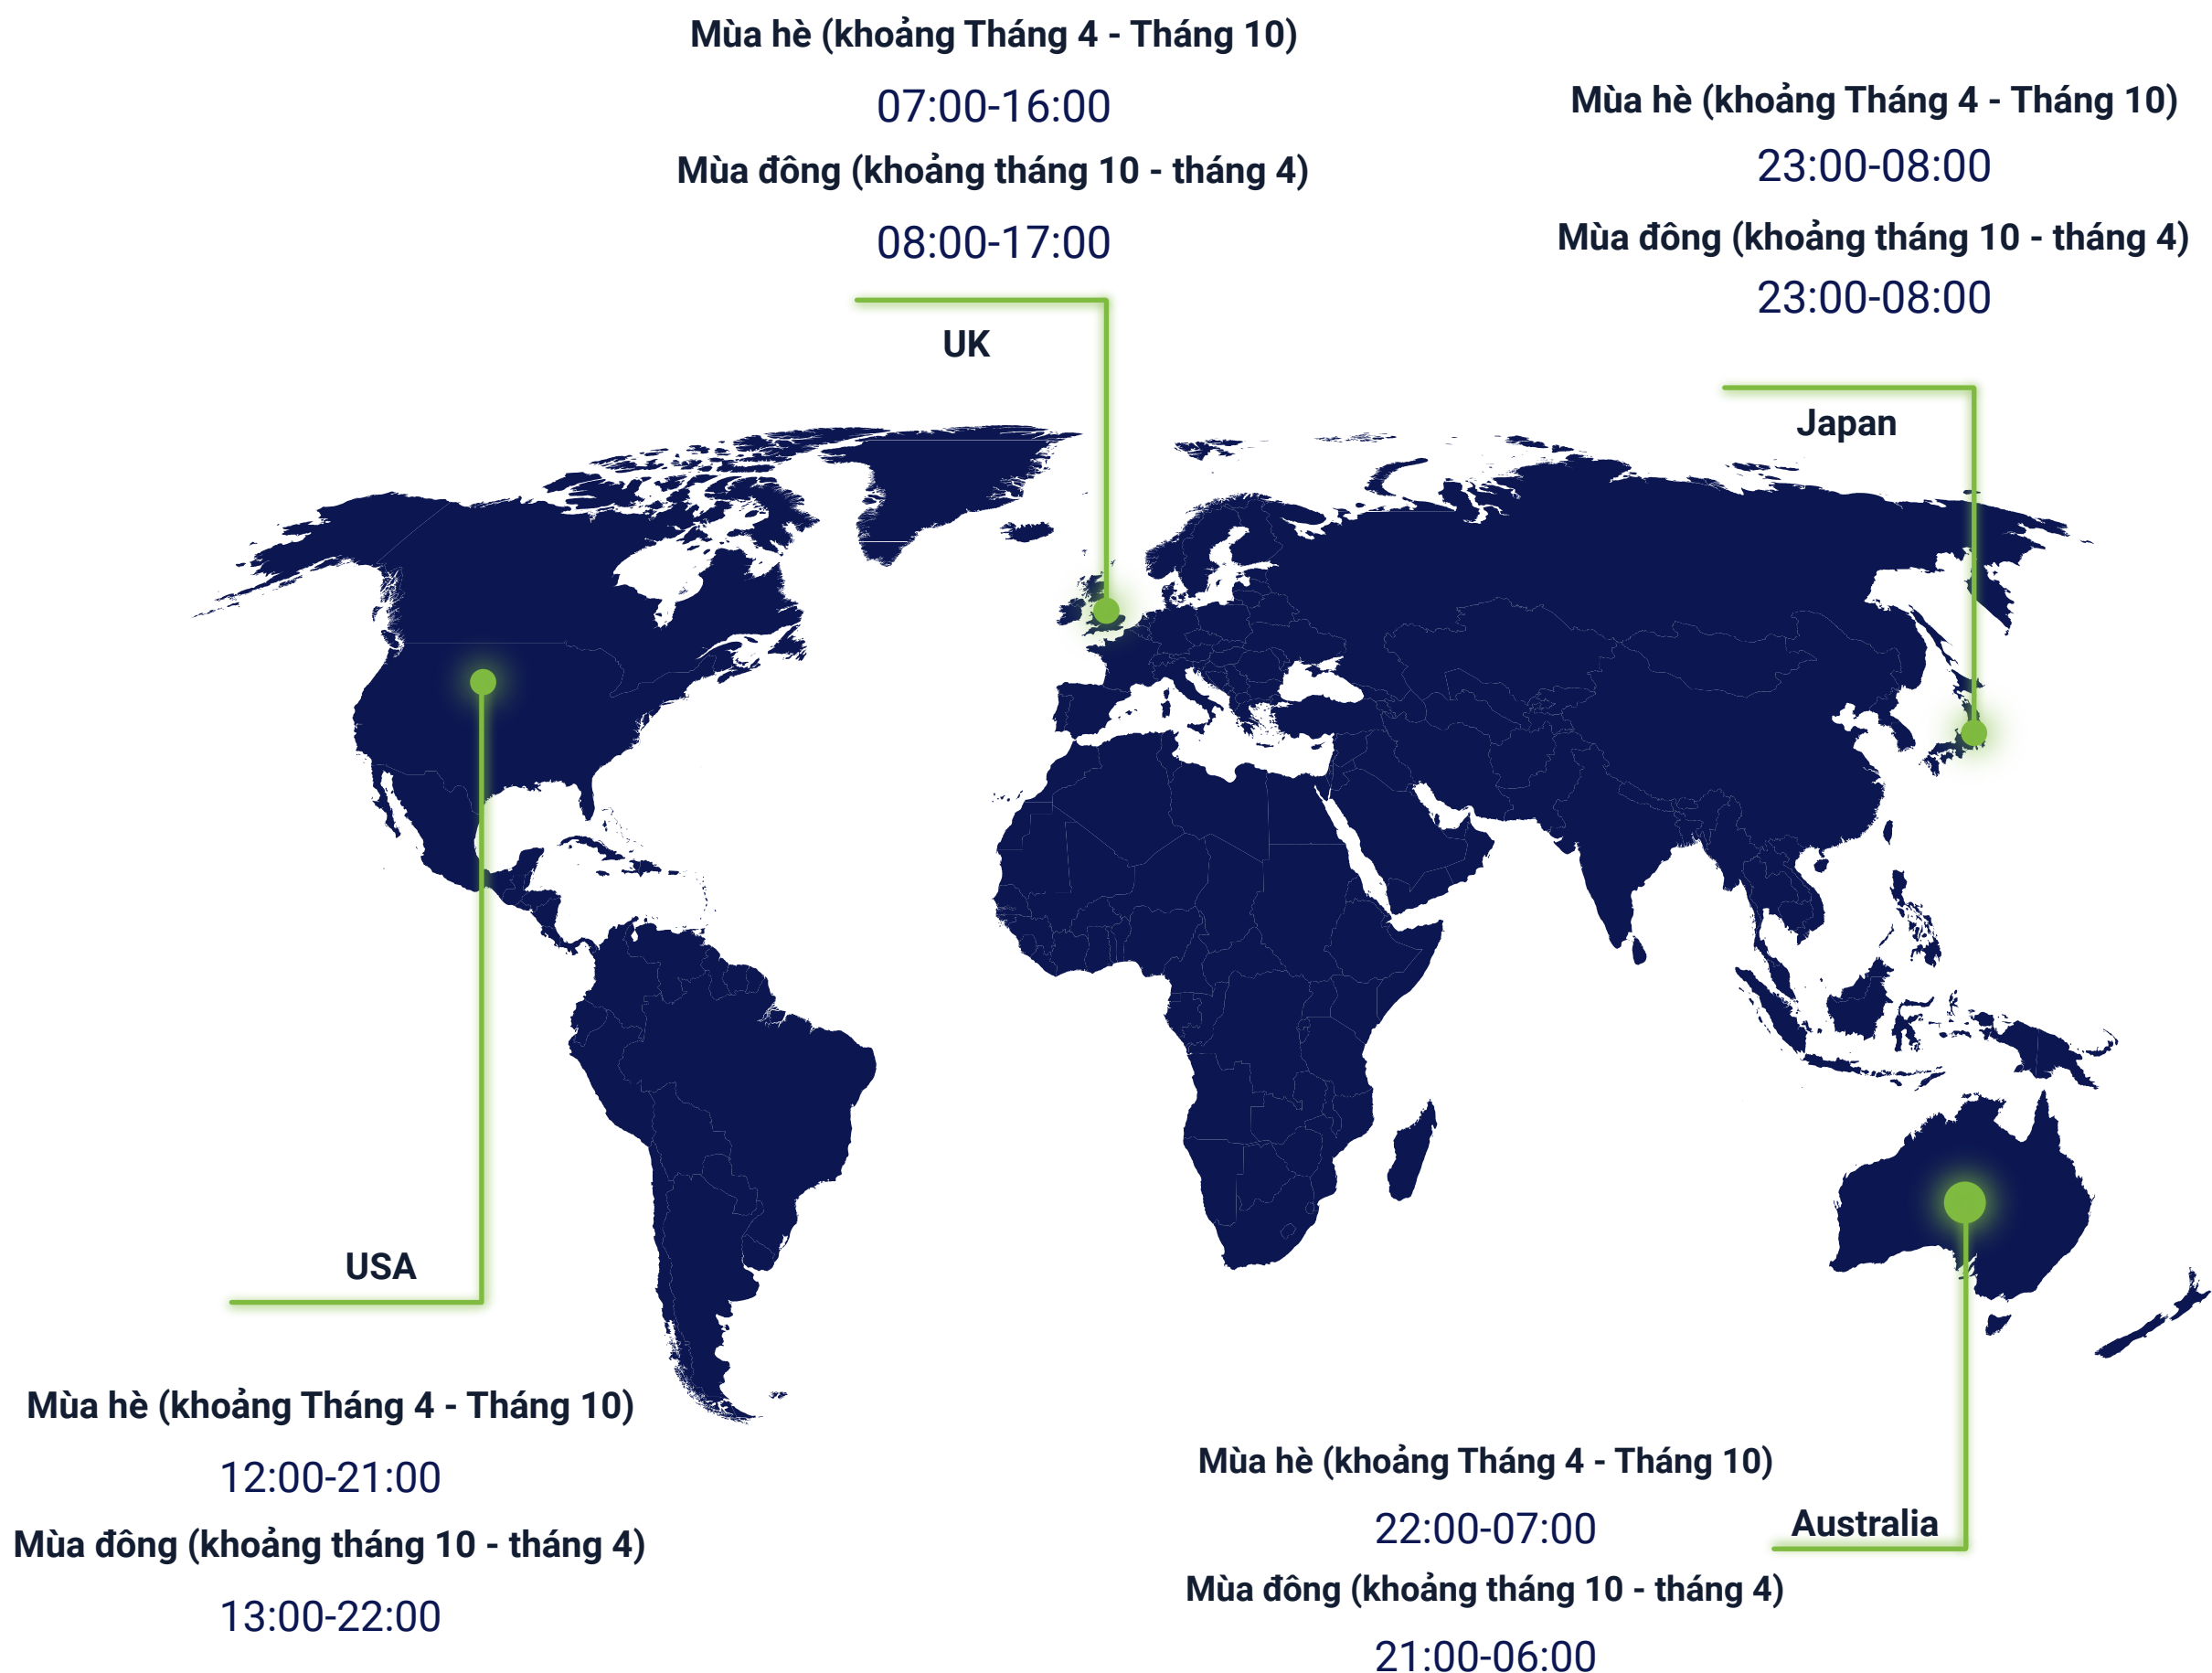 Mùa hè (khoảng Tháng 4 - Tháng 10)
07:00-16:00
Mùa đông (khoảng tháng 10 - tháng 4)
08:00-17:00
UK
Mùa hè (khoảng Tháng 4 - Tháng 10)
23:00-08:00
Mùa đông (khoảng tháng 10 - tháng 4)
23:00-08:00
Japan
USA
Mùa hè (khoảng Tháng 4 - Tháng 10)
12:00-21:00
Mùa đông (khoảng tháng 10 - tháng 4)
13:00-22:00
Mùa hè (khoảng Tháng 4 - Tháng 10)
22:00-07:00
Australia
Mùa đông (khoảng tháng 10 - tháng 4)
21:00-06:00